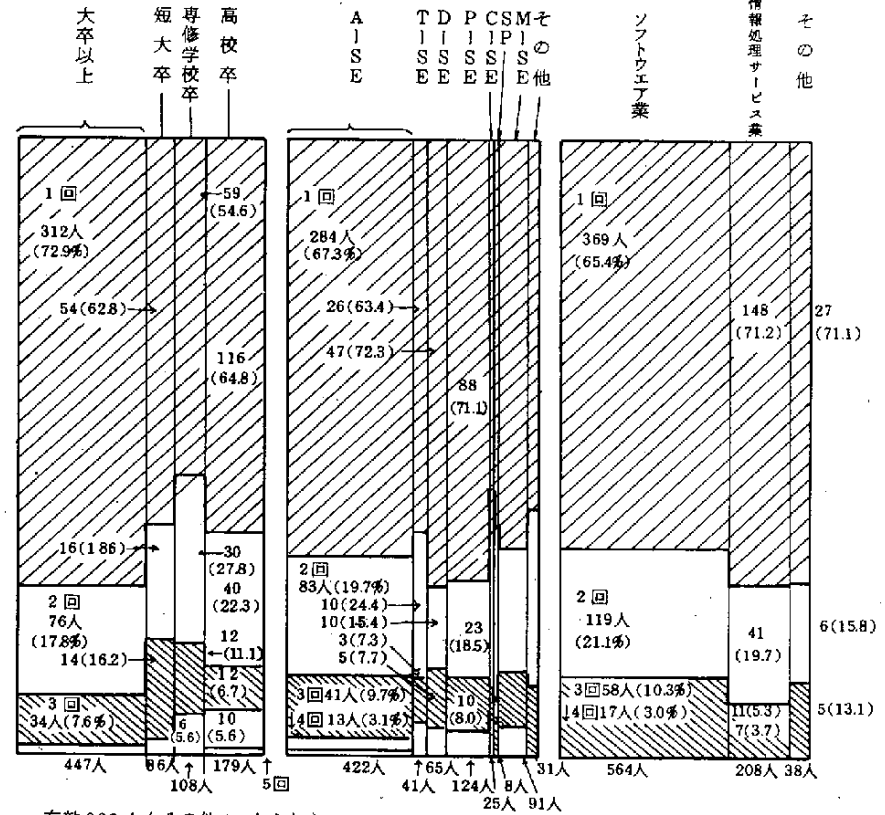 大卒以上
短大卒
専修学校卒
高校卒
A-SE
T-SE
D-SE
P-SE
C-SE
SP
M-SE
その他
ソフトウエア業
情報処理サービス業
その他
1回
312人
(72.9%)
59
(54.6)
54(62.8)
116
(64.8)
16(186)
30
(27.8)
40
(22.3)
2回
76人
(17.8%)
12
(11.1)
14(16.2)
12
(6.7)
3回
34人(7.6%)
6
(5.6)
10
(5.6)
447人
86人
108人
179人
5回
1回
284人
(67.3%)
26(63.4)
47(72.3)
88
(71.1)
2回
83人(19.7%)
10(24.4)
10(15.4)
3(7.3)
5(7.7)
23
(18.5)
3回41人(9.7%)
4回13人(3.1%)
10
(8.0)
422人
41人
65人
124人
25人
8人
91人
31人
1回
369人
(65.4%)
148
(71.2)
27
(71.1)
2回
119人
(21.1%)
41
(19.7)
6(15.8)
3回58人(10.3%)
4回17人(3.0%)
11(5.3)
7(3.7)
5(13.1)
564人
208人
38人